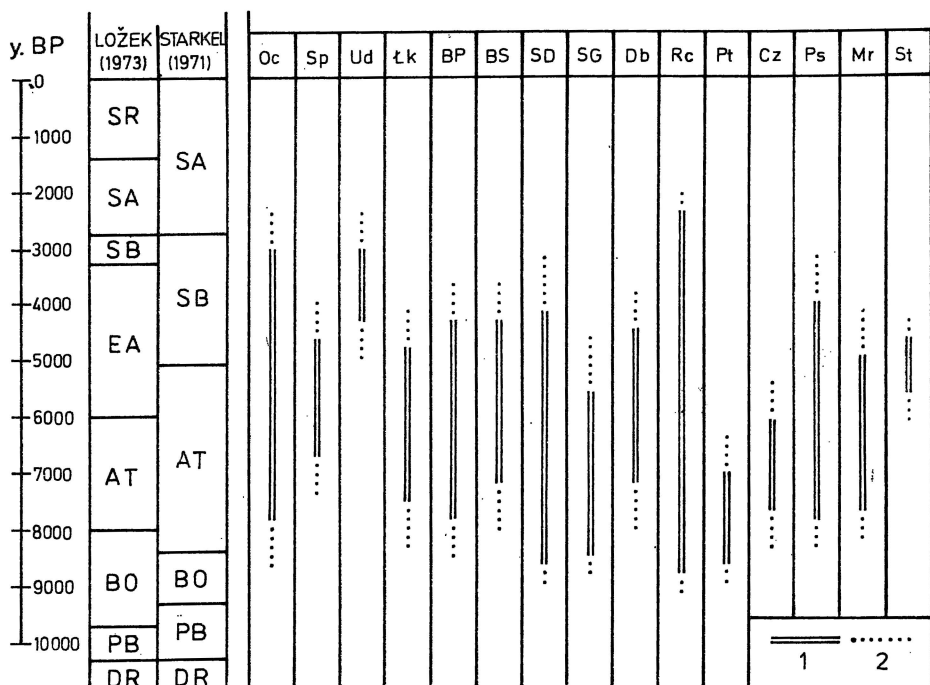 y. BP LOŽEK STARKEL Oc Sp Ud Łk BP BS SD SG Db Rc Pt Cz Ps Mr St
(1973) (1971)
0
SR
1000
SA
SA
2000
SB
3000
SB
4000
EA
5000
6000
AT
AT
7000
8000
BO
BO
9000
PB
PB
10000
DR DR
1 2